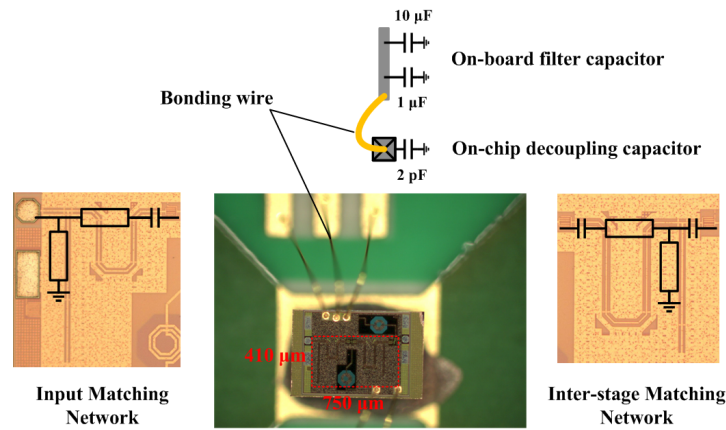 10 μF
On-board filter capacitor
1 μF
Bonding wire
On-chip decoupling capacitor
2 pF
410 μm
750 μm
Input Matching
Network
Inter-stage Matching
Network